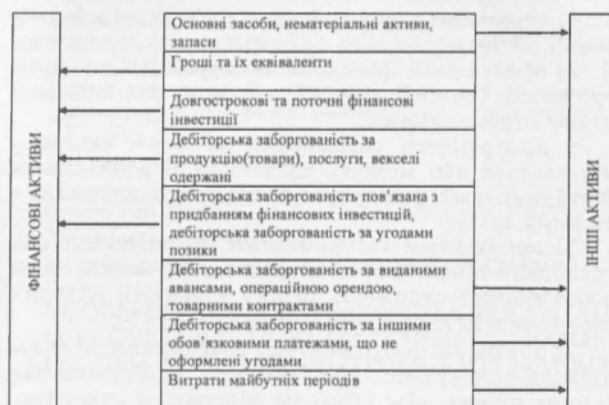 Основні засоби, нематеріальні активи,
запаси
Гроші та їх еквіваленти
Довгострокові та поточні фінансові
інвестиції
Дебіторська заборгованість за
продукцію(товари), послуги, векселі
одержані
Дебіторська заборгованість пов’язана з
придбанням фінансових інвестицій,
дебіторська заборгованість за угодами
позики
Дебіторська заборгованість за виданими
авансами, операційною орендою,
товарними контрактами
Дебіторська заборгованість за іншими
обов’язковими платежами, що не
оформлені угодами
Витрати майбутніх періодів
ФІНАНСОВІ АКТИВИ
ІНШІ АКТИВИ